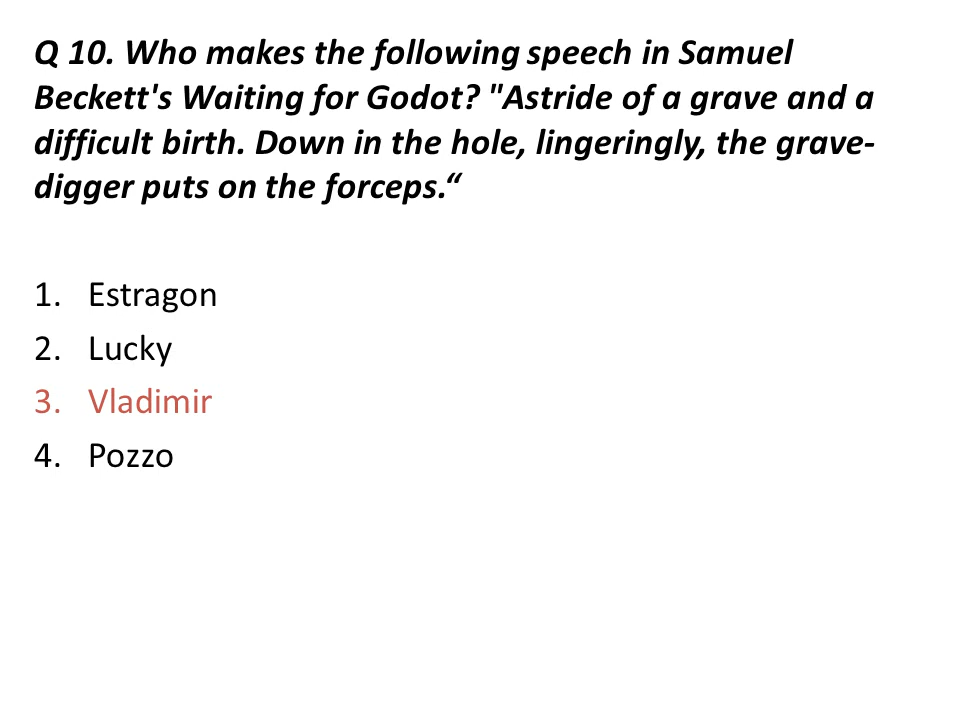 Q 10. Who makes the following speech in Samuel
Beckett's Waiting for Godot? "Astride of a grave and a
difficult birth. Down in the hole, lingeringly, the grave-
digger puts on the forceps.“
1. Estragon
2. Lucky
3. Vladimir
4. Pozzo